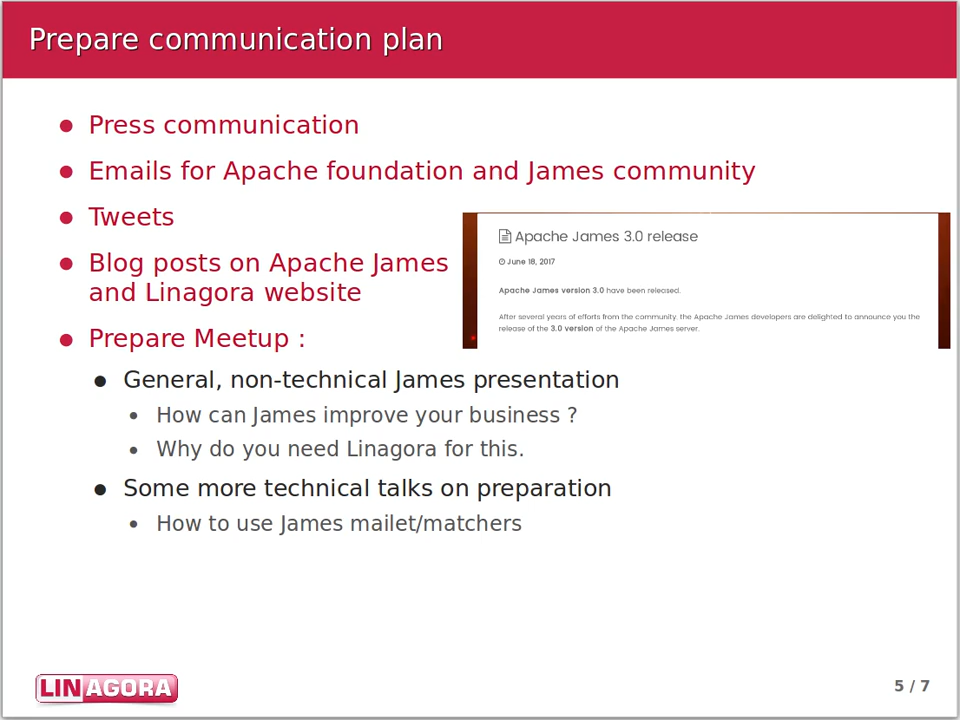 Prepare communication plan
Press communication
Emails for Apache foundation and James community
Tweets
Blog posts on Apache James
and Linagora website
Apache James 3.0 release
June 18, 2017
Apache James version 3.0 have been released.
After several years of efforts from the community, the Apache James developers are delighted to announce you the
release of the 3.0 version of the Apache James server.
Prepare Meetup :
General, non-technical James presentation
How can James improve your business ?
Why do you need Linagora for this.
Some more technical talks on preparation
How to use James mailet/matchers
LINAGORA
5 / 7